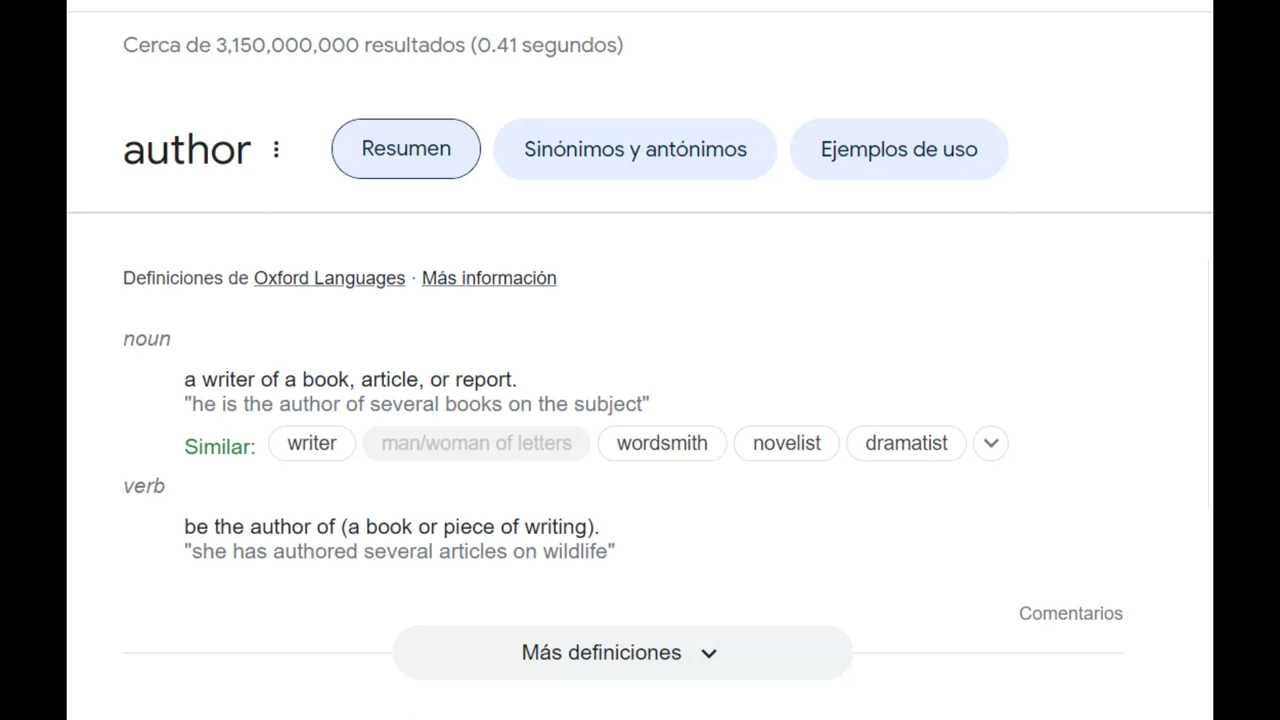 Cerca de 3,150,000,000 resultados (0.41 segundos)
author Resumen Sinónimos y antónimos Ejemplos de uso
Definiciones de Oxford Languages · Más información
noun
a writer of a book, article, or report.
"he is the author of several books on the subject"
Similar: writer man/woman of letters wordsmith novelist dramatist
verb
be the author of (a book or piece of writing).
"she has authored several articles on wildlife"
Comentarios
Más definiciones